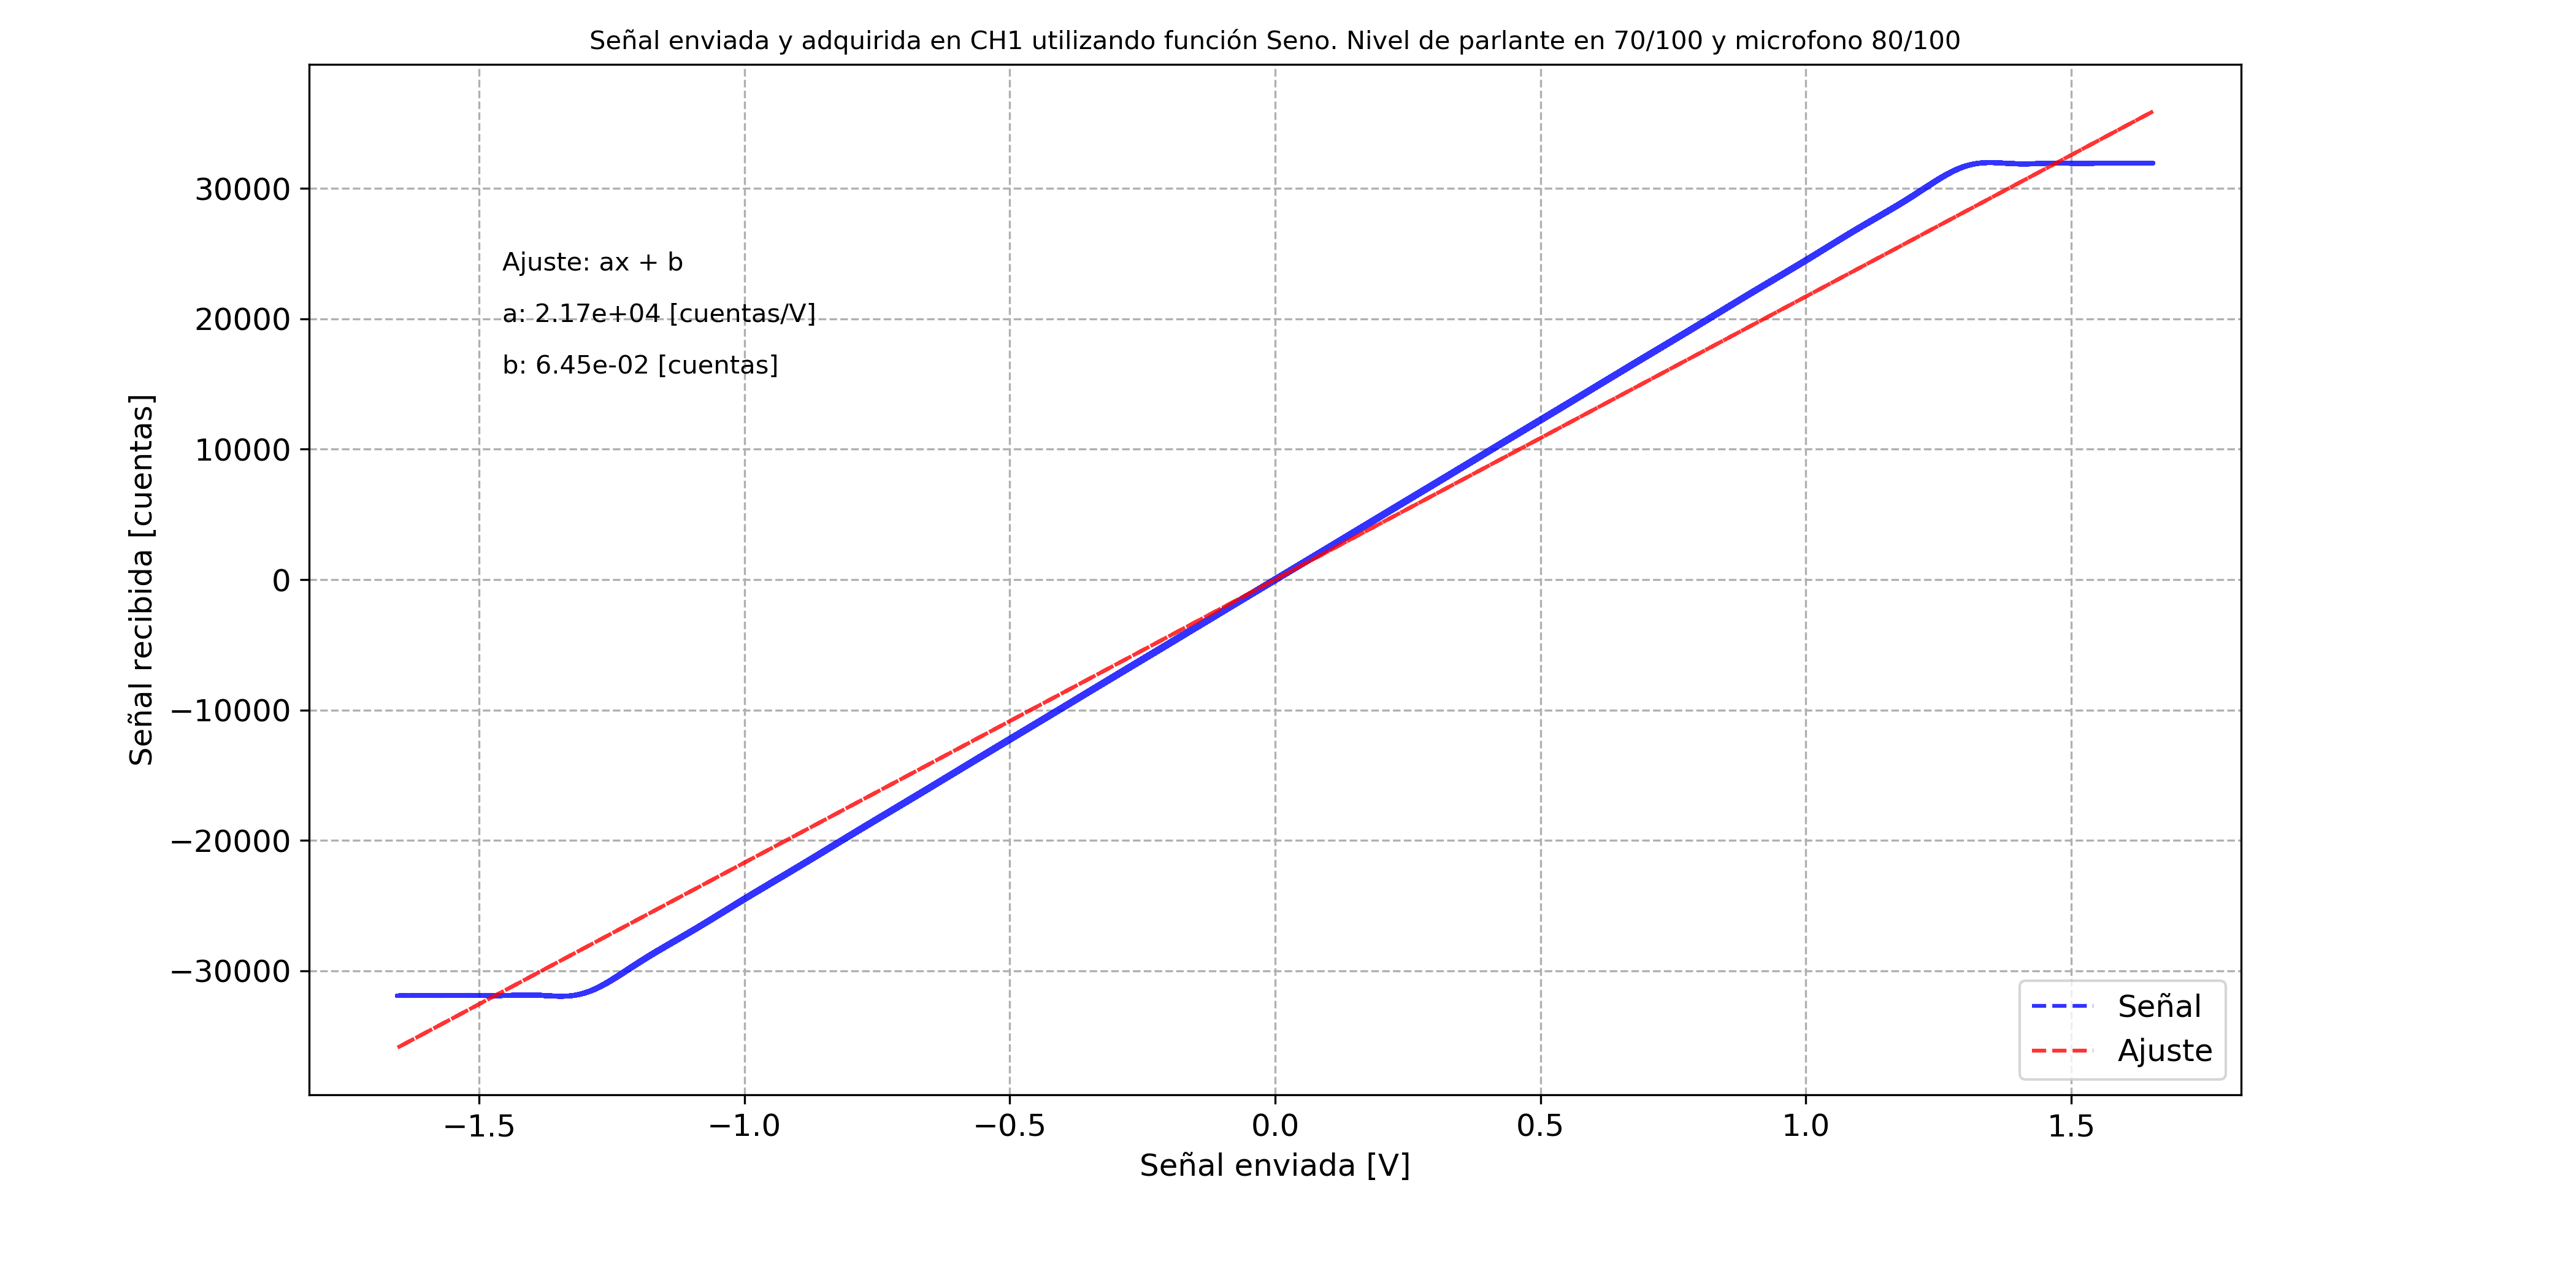 Señal enviada y adquirida en CH1 utilizando función Seno. Nivel de parlante en 70/100 y microfono 80/100
Señal recibida [cuentas]
30000
20000
10000
0
−10000
−20000
−30000
Ajuste: ax + b
a: 2.17e+04 [cuentas/V]
b: 6.45e-02 [cuentas]
Señal
Ajuste
−1.5 −1.0 −0.5 0.0 0.5 1.0 1.5
Señal enviada [V]